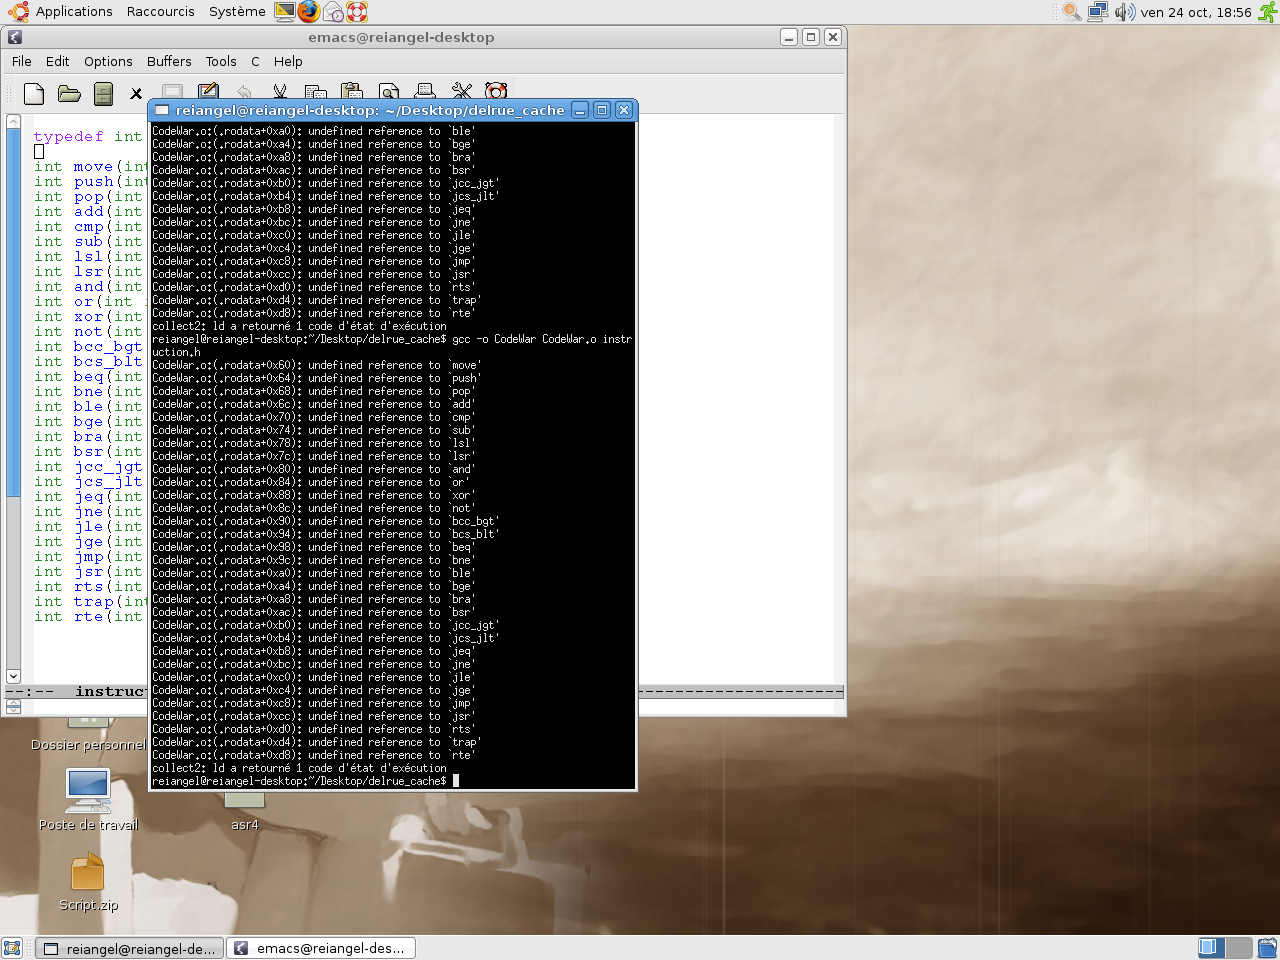 Applications Raccourcis Système ven 24 oct, 18:56
emacs@reiangel-desktop
File Edit Options Buffers Tools C Help
typedef int
int move(int
int push(int
int pop(int
int add(int
int cmp(int
int sub(int
int lsl(int
int lsr(int
int and(int
int or(int i
int xor(int
int not(int
int bcc_bgt
int bcs_blt
int beq(int
int bne(int
int ble(int
int bge(int
int bra(int
int bsr(int
int jcc_jgt
int jcs_jlt
int jeq(int
int jne(int
int jle(int
int jge(int
int jmp(int
int jsr(int
int rts(int
int trap(int
int rte(int
--:-- instruc
reiangel@reiangel-desktop: ~/Desktop/delrue_cache
CodeWar.o:(.rodata+0xa0): undefined reference to `ble'
CodeWar.o:(.rodata+0xa4): undefined reference to `bge'
CodeWar.o:(.rodata+0xa8): undefined reference to `bra'
CodeWar.o:(.rodata+0xac): undefined reference to `bsr'
CodeWar.o:(.rodata+0xb0): undefined reference to `jcc_jgt'
CodeWar.o:(.rodata+0xb4): undefined reference to `jcs_jlt'
CodeWar.o:(.rodata+0xb8): undefined reference to `jeq'
CodeWar.o:(.rodata+0xbc): undefined reference to `jne'
CodeWar.o:(.rodata+0xc0): undefined reference to `jle'
CodeWar.o:(.rodata+0xc4): undefined reference to `jge'
CodeWar.o:(.rodata+0xc8): undefined reference to `jmp'
CodeWar.o:(.rodata+0xcc): undefined reference to `jsr'
CodeWar.o:(.rodata+0xd0): undefined reference to `rts'
CodeWar.o:(.rodata+0xd4): undefined reference to `trap'
CodeWar.o:(.rodata+0xd8): undefined reference to `rte'
collect2: ld a retourné 1 code d'état d'exécution
reiangel@reiangel-desktop:~/Desktop/delrue_cache$ gcc -o CodeWar CodeWar.o instr
uction.h
CodeWar.o:(.rodata+0x60): undefined reference to `move'
CodeWar.o:(.rodata+0x64): undefined reference to `push'
CodeWar.o:(.rodata+0x68): undefined reference to `pop'
CodeWar.o:(.rodata+0x6c): undefined reference to `add'
CodeWar.o:(.rodata+0x70): undefined reference to `cmp'
CodeWar.o:(.rodata+0x74): undefined reference to `sub'
CodeWar.o:(.rodata+0x78): undefined reference to `lsl'
CodeWar.o:(.rodata+0x7c): undefined reference to `lsr'
CodeWar.o:(.rodata+0x80): undefined reference to `and'
CodeWar.o:(.rodata+0x84): undefined reference to `or'
CodeWar.o:(.rodata+0x88): undefined reference to `xor'
CodeWar.o:(.rodata+0x8c): undefined reference to `not'
CodeWar.o:(.rodata+0x90): undefined reference to `bcc_bgt'
CodeWar.o:(.rodata+0x94): undefined reference to `bcs_blt'
CodeWar.o:(.rodata+0x98): undefined reference to `beq'
CodeWar.o:(.rodata+0x9c): undefined reference to `bne'
CodeWar.o:(.rodata+0xa0): undefined reference to `ble'
CodeWar.o:(.rodata+0xa4): undefined reference to `bge'
CodeWar.o:(.rodata+0xa8): undefined reference to `bra'
CodeWar.o:(.rodata+0xac): undefined reference to `bsr'
CodeWar.o:(.rodata+0xb0): undefined reference to `jcc_jgt'
CodeWar.o:(.rodata+0xb4): undefined reference to `jcs_jlt'
CodeWar.o:(.rodata+0xb8): undefined reference to `jeq'
CodeWar.o:(.rodata+0xbc): undefined reference to `jne'
CodeWar.o:(.rodata+0xc0): undefined reference to `jle'
CodeWar.o:(.rodata+0xc4): undefined reference to `jge'
CodeWar.o:(.rodata+0xc8): undefined reference to `jmp'
CodeWar.o:(.rodata+0xcc): undefined reference to `jsr'
CodeWar.o:(.rodata+0xd0): undefined reference to `rts'
CodeWar.o:(.rodata+0xd4): undefined reference to `trap'
CodeWar.o:(.rodata+0xd8): undefined reference to `rte'
collect2: ld a retourné 1 code d'état d'exécution
reiangel@reiangel-desktop:~/Desktop/delrue_cache$
Dossier personnel
Poste de travail
asr4
Script.zip
reiangel@reiangel-de...
emacs@reiangel-des...